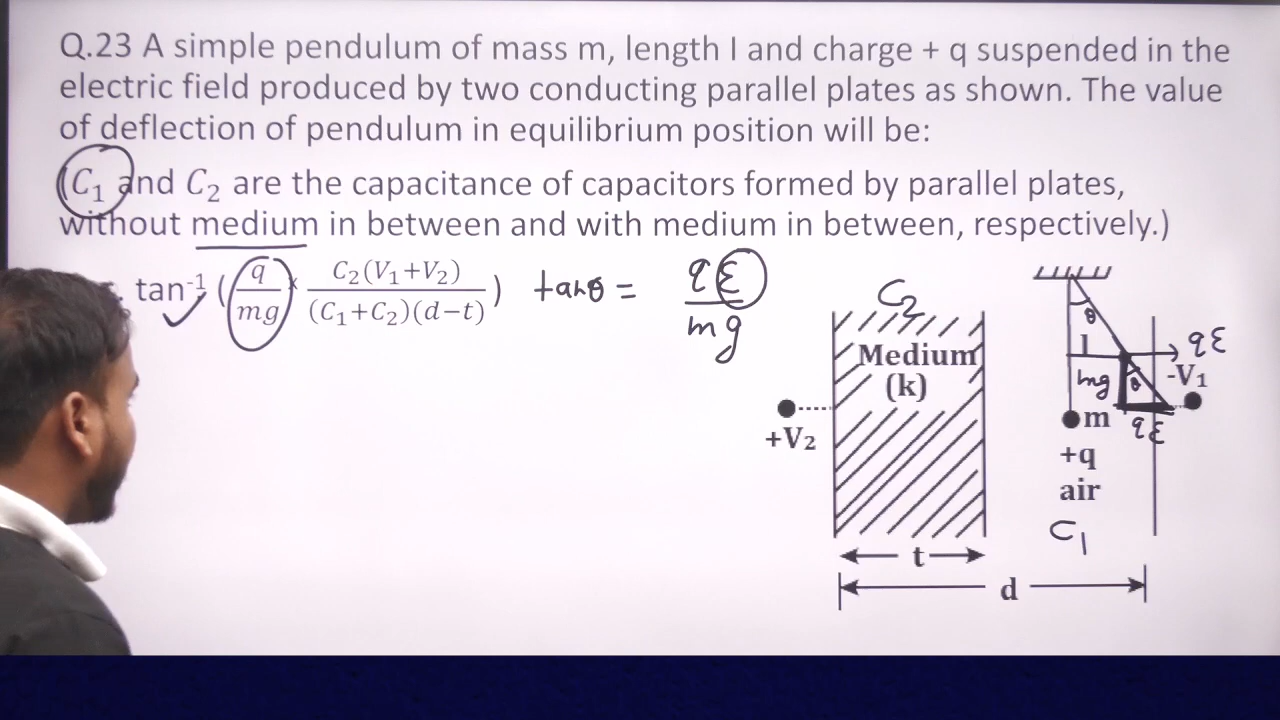 Q.23 A simple pendulum of mass m, length l and charge + q suspended in the
electric field produced by two conducting parallel plates as shown. The value
of deflection of pendulum in equilibrium position will be:
(C₁ and C₂ are the capacitance of capacitors formed by parallel plates,
without medium in between and with medium in between, respectively.)
tan⁻¹ (q/mg × C₂(V₁+V₂)/(C₁+C₂)(d−t)) tanθ = qE/mg
C₂
Medium
(k)
+V₂
t
d
θ
l
qE
mg
θ
-V₁
m
qE
+q
air
C₁